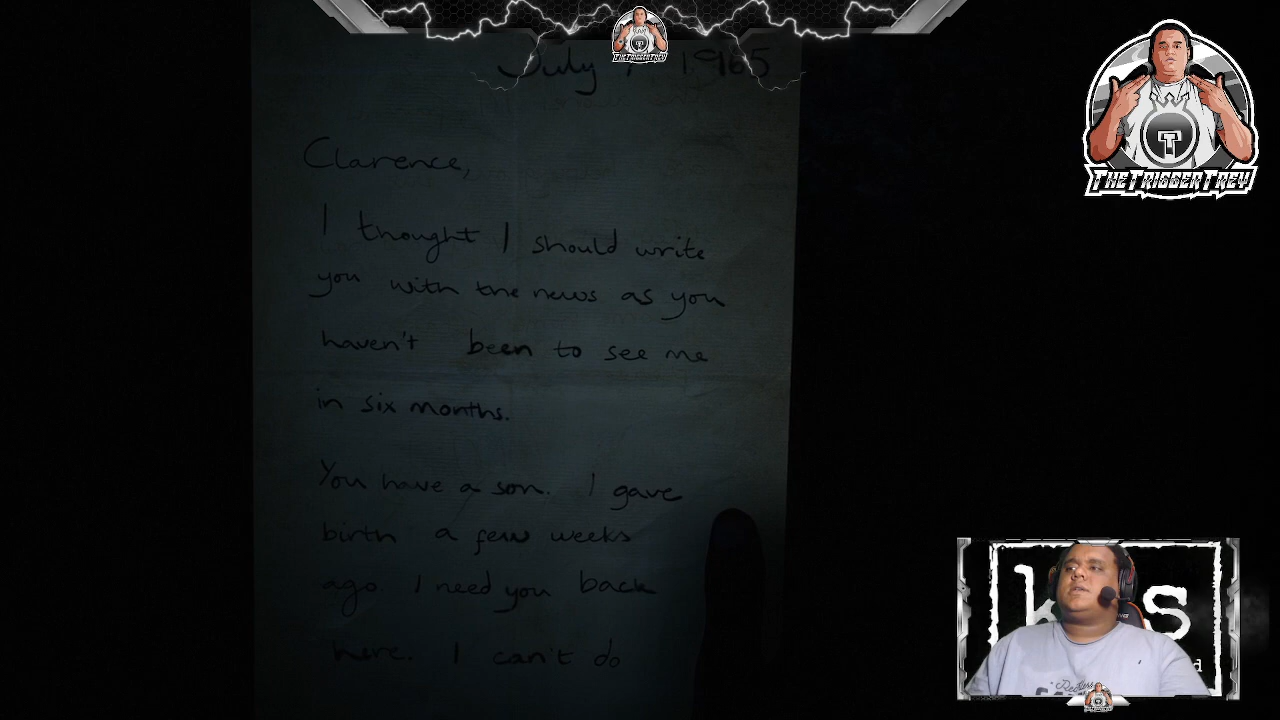 July 1965
THETRIGGERTREY
THETRIGGERTREY
Clarence,
I thought I should write
you with the news as you
haven't been to see me
in six months.
You have a son. I gave
birth a few weeks
ago I need you back
here. I can't do